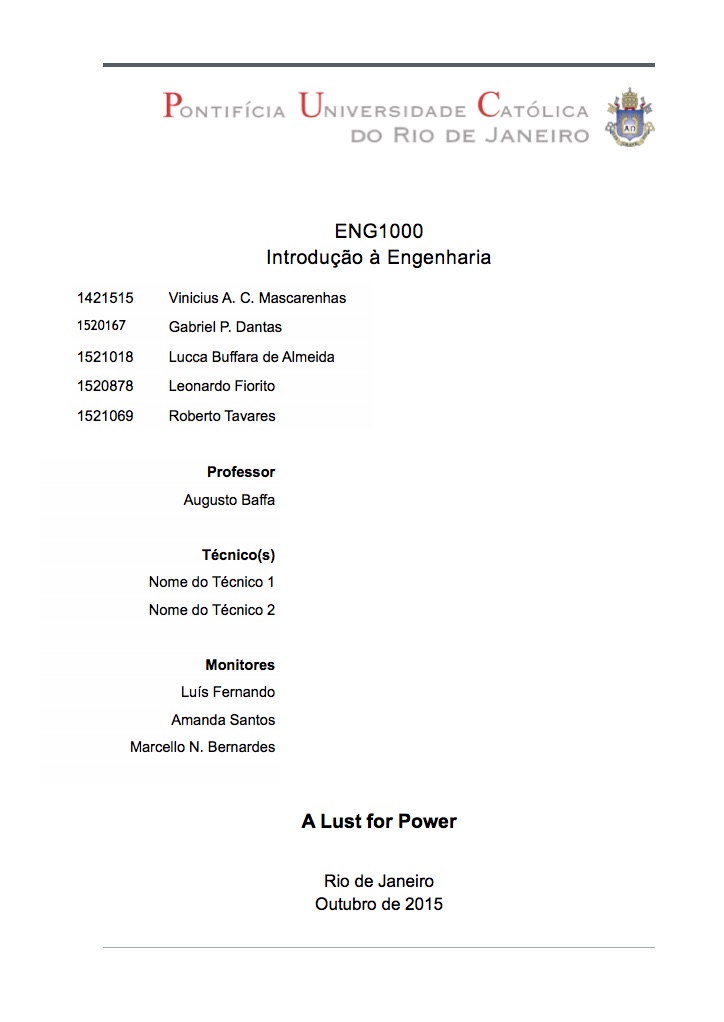 Pontifícia Universidade Católica
do Rio de Janeiro
ΑΩ
ENG1000
Introdução à Engenharia
1421515 Vinicius A. C. Mascarenhas
1520167 Gabriel P. Dantas
1521018 Lucca Buffara de Almeida
1520878 Leonardo Fiorito
1521069 Roberto Tavares
Professor
Augusto Baffa
Técnico(s)
Nome do Técnico 1
Nome do Técnico 2
Monitores
Luís Fernando
Amanda Santos
Marcello N. Bernardes
A Lust for Power
Rio de Janeiro
Outubro de 2015